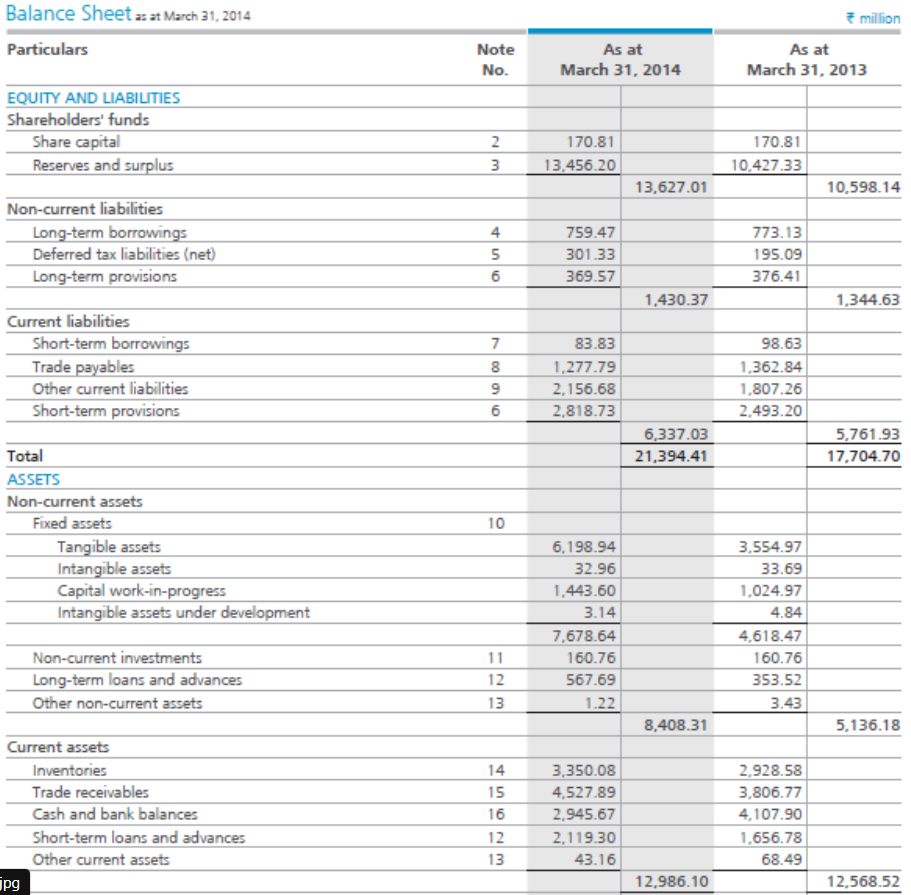 Balance Sheet as at March 31, 2014 ₹ million
Particulars Note No. As at March 31, 2014 As at March 31, 2013
EQUITY AND LIABILITIES
Shareholders' funds
Share capital 2 170.81 170.81
Reserves and surplus 3 13,456.20 10,427.33
13,627.01 10,598.14
Non-current liabilities
Long-term borrowings 4 759.47 773.13
Deferred tax liabilities (net) 5 301.33 195.09
Long-term provisions 6 369.57 376.41
1,430.37 1,344.63
Current liabilities
Short-term borrowings 7 83.83 98.63
Trade payables 8 1,277.79 1,362.84
Other current liabilities 9 2,156.68 1,807.26
Short-term provisions 6 2,818.73 2,493.20
6,337.03 5,761.93
Total 21,394.41 17,704.70
ASSETS
Non-current assets
Fixed assets 10
Tangible assets 6,198.94 3,554.97
Intangible assets 32.96 33.69
Capital work-in-progress 1,443.60 1,024.97
Intangible assets under development 3.14 4.84
7,678.64 4,618.47
Non-current investments 11 160.76 160.76
Long-term loans and advances 12 567.69 353.52
Other non-current assets 13 1.22 3.43
8,408.31 5,136.18
Current assets
Inventories 14 3,350.08 2,928.58
Trade receivables 15 4,527.89 3,806.77
Cash and bank balances 16 2,945.67 4,107.90
Short-term loans and advances 12 2,119.30 1,656.78
Other current assets 13 43.16 68.49
12,986.10 12,568.52
jpg